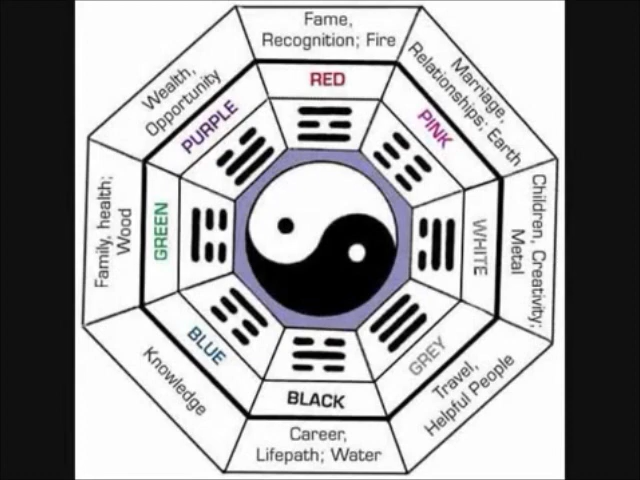 Fame,
Recognition; Fire
RED
Marriage,
Relationships; Earth
PINK
Children, Creativity;
Metal
WHITE
Travel,
Helpful People
GREY
Career,
Lifepath; Water
BLACK
Knowledge
BLUE
Family, health;
Wood
GREEN
Wealth,
Opportunity
PURPLE